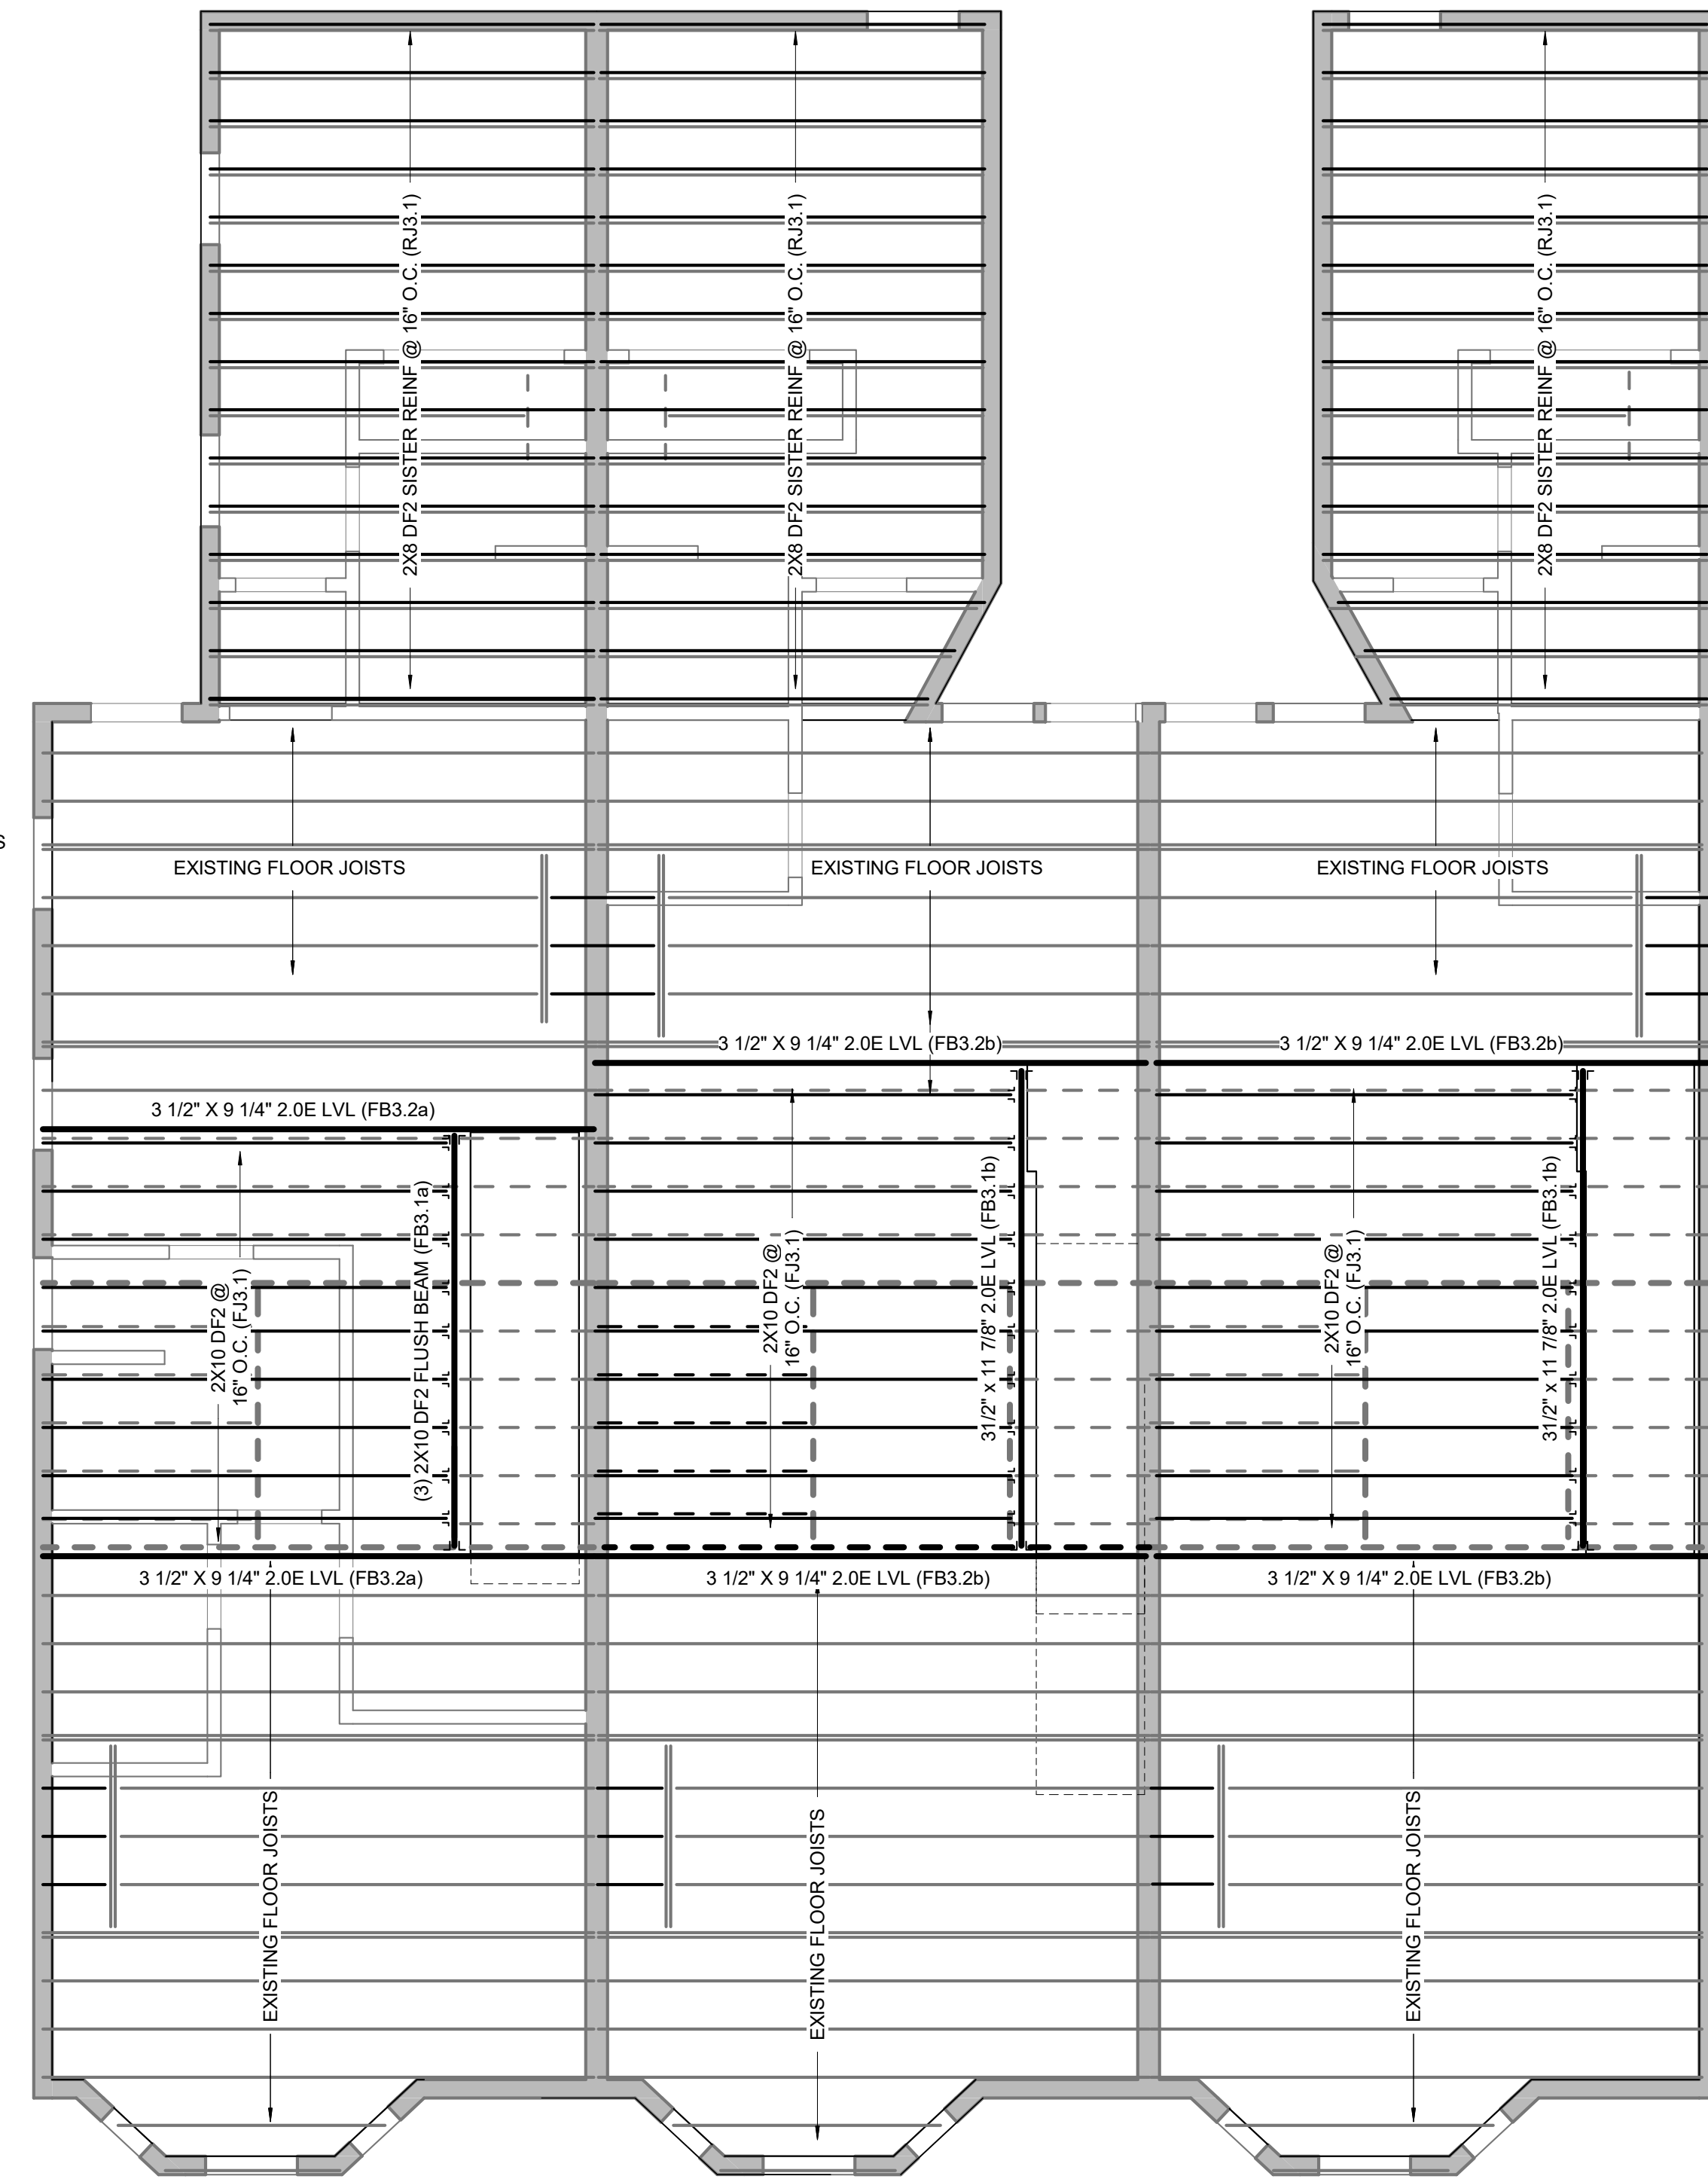 2X8 DF2 SISTER REINF @ 16" O.C. (RJ3.1)
2X8 DF2 SISTER REINF @ 16" O.C. (RJ3.1)
2X8 DF2 SISTER REINF @ 16" O.C. (RJ3.1)
S
EXISTING FLOOR JOISTS
EXISTING FLOOR JOISTS
EXISTING FLOOR JOISTS
3 1/2" X 9 1/4" 2.0E LVL (FB3.2b)
3 1/2" X 9 1/4" 2.0E LVL (FB3.2b)
3 1/2" X 9 1/4" 2.0E LVL (FB3.2a)
2X10 DF2 @
16" O.C. (FJ3.1)
(3) 2X10 DF2 FLUSH BEAM (FB3.1a)
2X10 DF2 @
16" O.C. (FJ3.1)
31/2" x 11 7/8" 2.0E LVL (FB3.1b)
2X10 DF2 @
16" O.C. (FJ3.1)
31/2" x 11 7/8" 2.0E LVL (FB3.1b)
3 1/2" X 9 1/4" 2.0E LVL (FB3.2a)
3 1/2" X 9 1/4" 2.0E LVL (FB3.2b)
3 1/2" X 9 1/4" 2.0E LVL (FB3.2b)
EXISTING FLOOR JOISTS
EXISTING FLOOR JOISTS
EXISTING FLOOR JOISTS